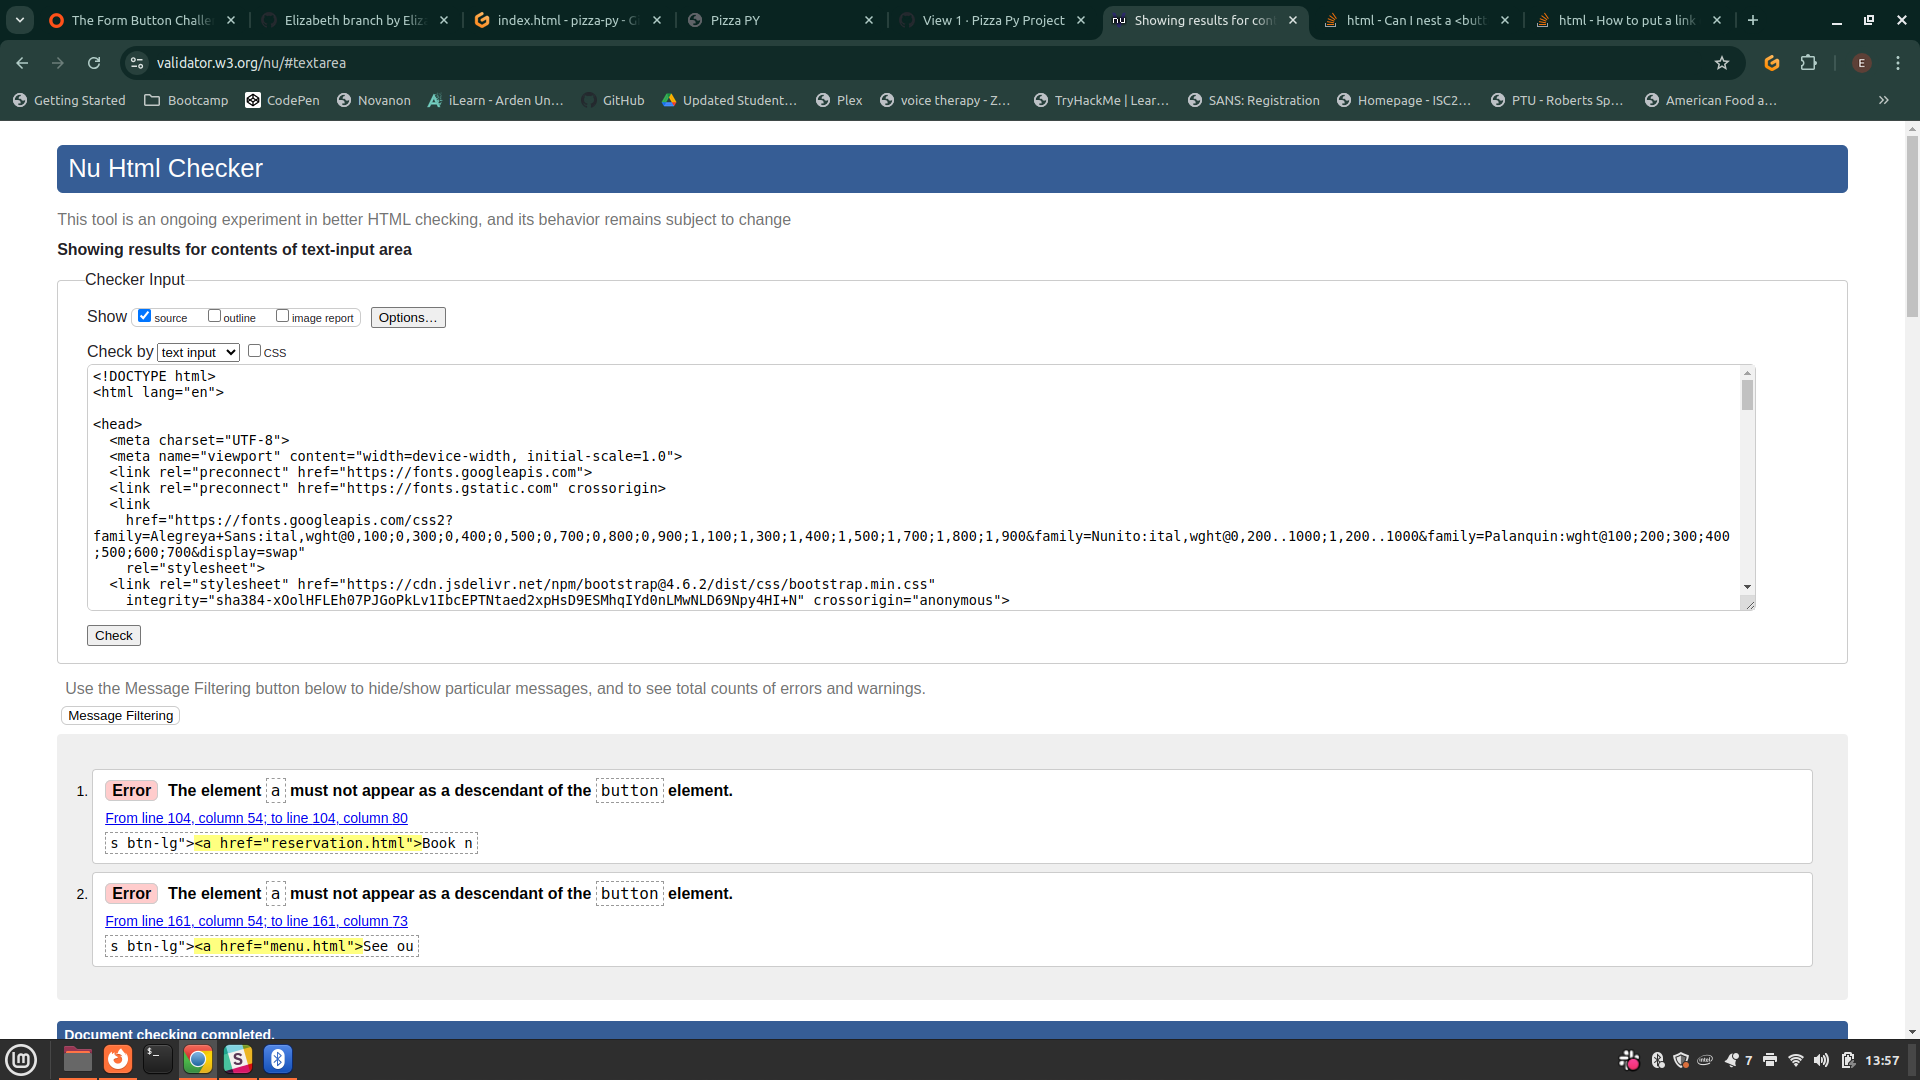 The Form Button Challe
Elizabeth branch by Eliza
index.html - pizza-py - Gi
Pizza PY
View 1 · Pizza Py Project
nu Showing results for cont
html - Can I nest a <butt
html - How to put a link
validator.w3.org/nu/#textarea
E
Getting Started
Bootcamp
CodePen
Novanon
iLearn - Arden Un...
GitHub
Updated Student...
Plex
voice therapy - Z...
TryHackMe | Lear...
SANS: Registration
Homepage - ISC2...
PTU - Roberts Sp...
American Food a...
Nu Html Checker
This tool is an ongoing experiment in better HTML checking, and its behavior remains subject to change
Showing results for contents of text-input area
Checker Input
Show source outline image report Options...
Check by text input CSS
<!DOCTYPE html>
<html lang="en">
<head>
<meta charset="UTF-8">
<meta name="viewport" content="width=device-width, initial-scale=1.0">
<link rel="preconnect" href="https://fonts.googleapis.com">
<link rel="preconnect" href="https://fonts.gstatic.com" crossorigin>
<link
href="https://fonts.googleapis.com/css2?
family=Alegreya+Sans:ital,wght@0,100;0,300;0,400;0,500;0,700;0,800;0,900;1,100;1,300;1,400;1,500;1,700;1,800;1,900&family=Nunito:ital,wght@0,200..1000;1,200..1000&family=Palanquin:wght@100;200;300;400
;500;600;700&display=swap"
rel="stylesheet">
<link rel="stylesheet" href="https://cdn.jsdelivr.net/npm/bootstrap@4.6.2/dist/css/bootstrap.min.css"
integrity="sha384-xOolHFLEh07PJGoPkLv1IbcEPTNtaed2xpHsD9ESMhqIYd0nLMwNLD69Npy4HI+N" crossorigin="anonymous">
Check
Use the Message Filtering button below to hide/show particular messages, and to see total counts of errors and warnings.
Message Filtering
1. Error The element a must not appear as a descendant of the button element.
From line 104, column 54; to line 104, column 80
s btn-lg"><a href="reservation.html">Book n
2. Error The element a must not appear as a descendant of the button element.
From line 161, column 54; to line 161, column 73
s btn-lg"><a href="menu.html">See ou
Document checking completed.
7
13:57